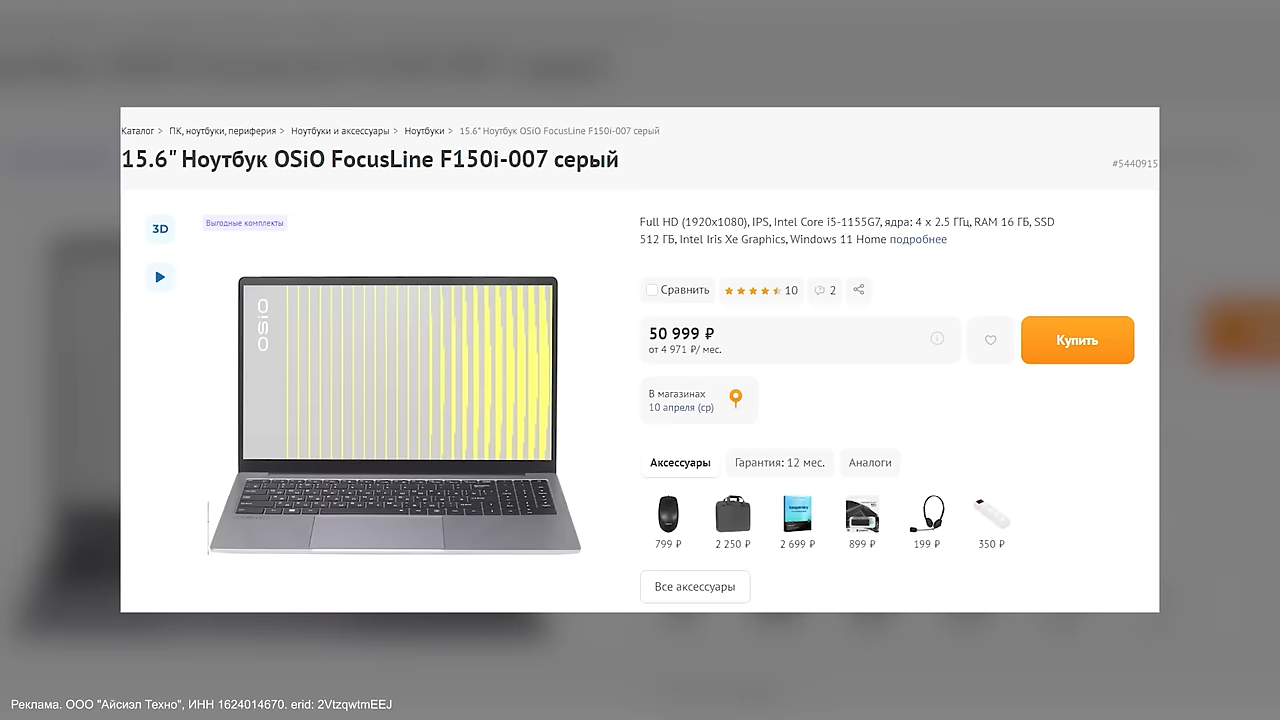 Каталог > ПК, ноутбуки, периферия > Ноутбуки и аксессуары > Ноутбуки > 15.6" Ноутбук OSiO FocusLine F150i-007 серый
15.6" Ноутбук OSiO FocusLine F150i-007 серый
#5440915
3D
Выгодные комплекты
OSiO
Full HD (1920x1080), IPS, Intel Core i5-1155G7, ядра: 4 x 2.5 ГГц, RAM 16 ГБ, SSD
512 ГБ, Intel Iris Xe Graphics, Windows 11 Home подробнее
Сравнить 10 2
50 999 ₽
от 4 971 ₽/ мес.
Купить
В магазинах
10 апреля (ср)
Аксессуары Гарантия: 12 мес. Аналоги
799 ₽ 2 250 ₽ 2 699 ₽ 899 ₽ 199 ₽ 350 ₽
Все аксессуары
Реклама. ООО "Айсиэл Техно", ИНН 1624014670. erid: 2VtzqwtmEEJ